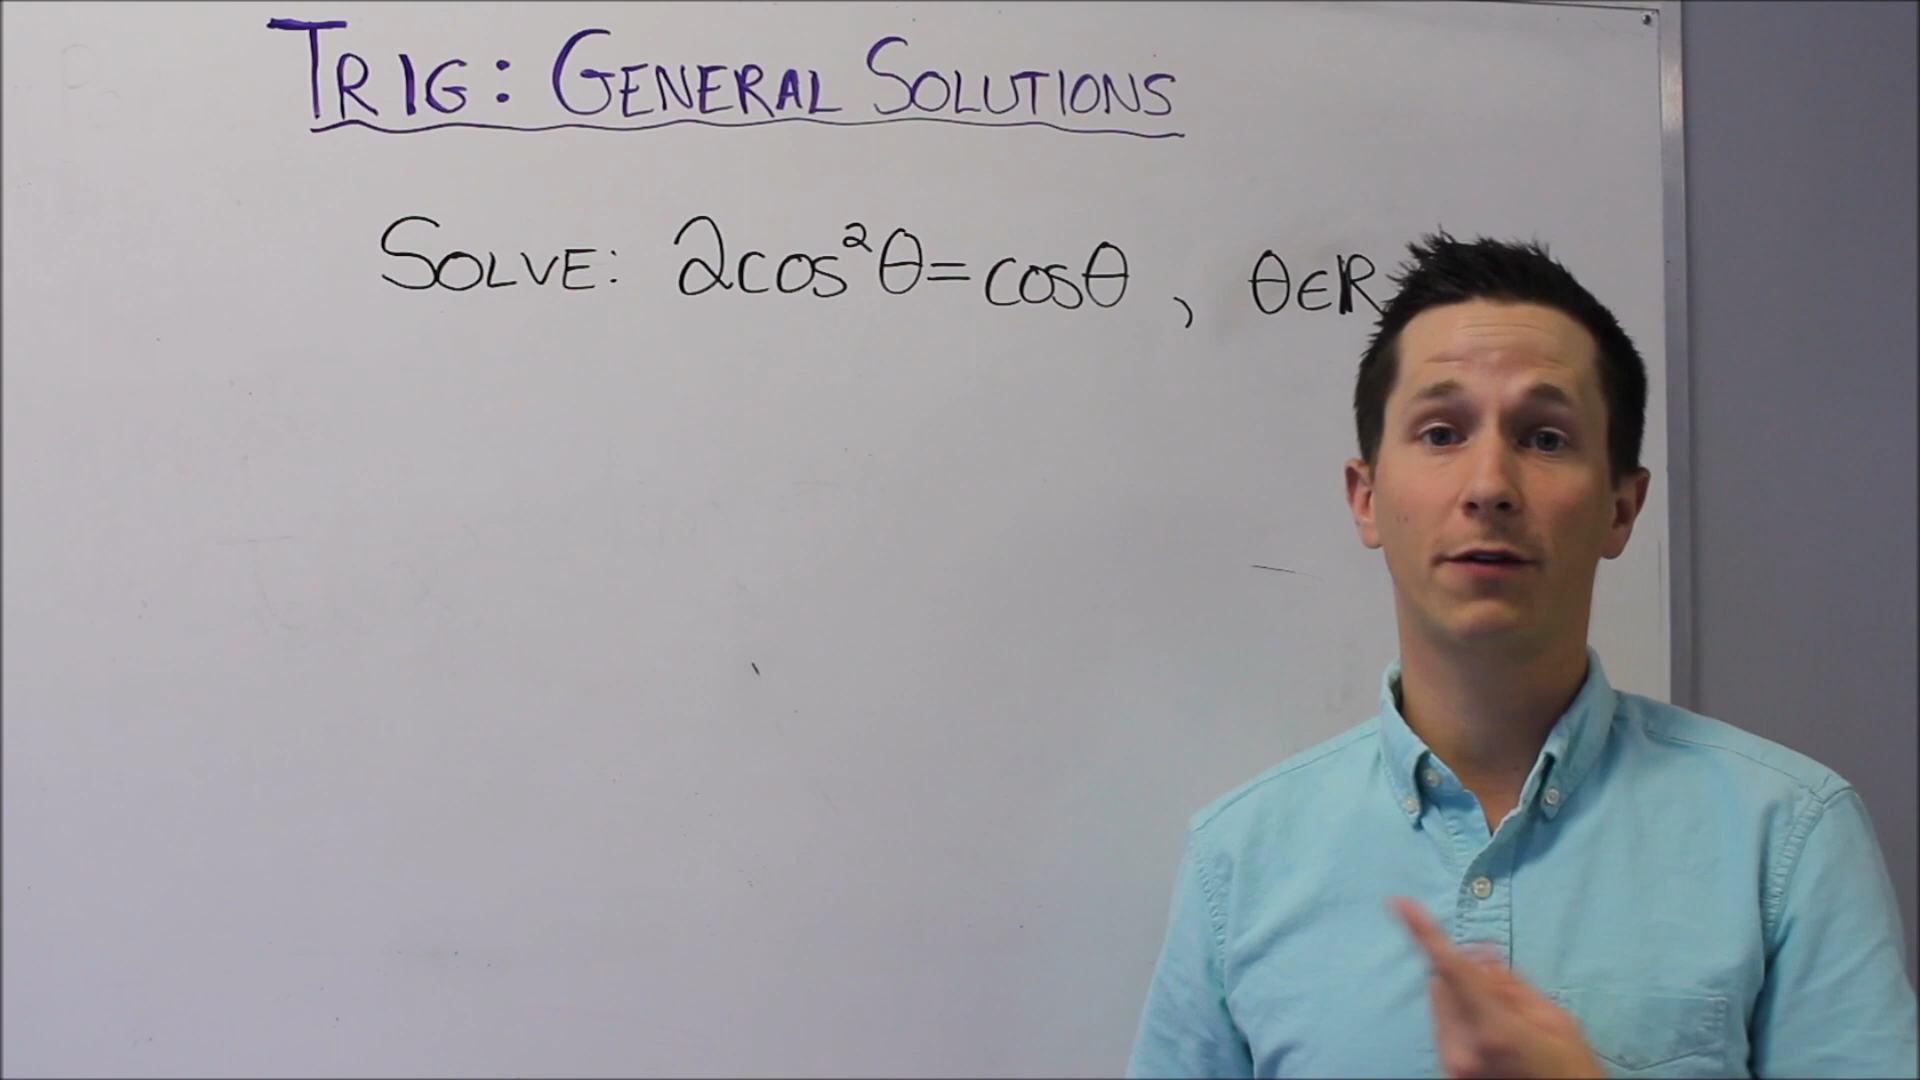 TRIG: GENERAL SOLUTIONS
SOLVE: 2cos²θ=cosθ , θ∈ℝ